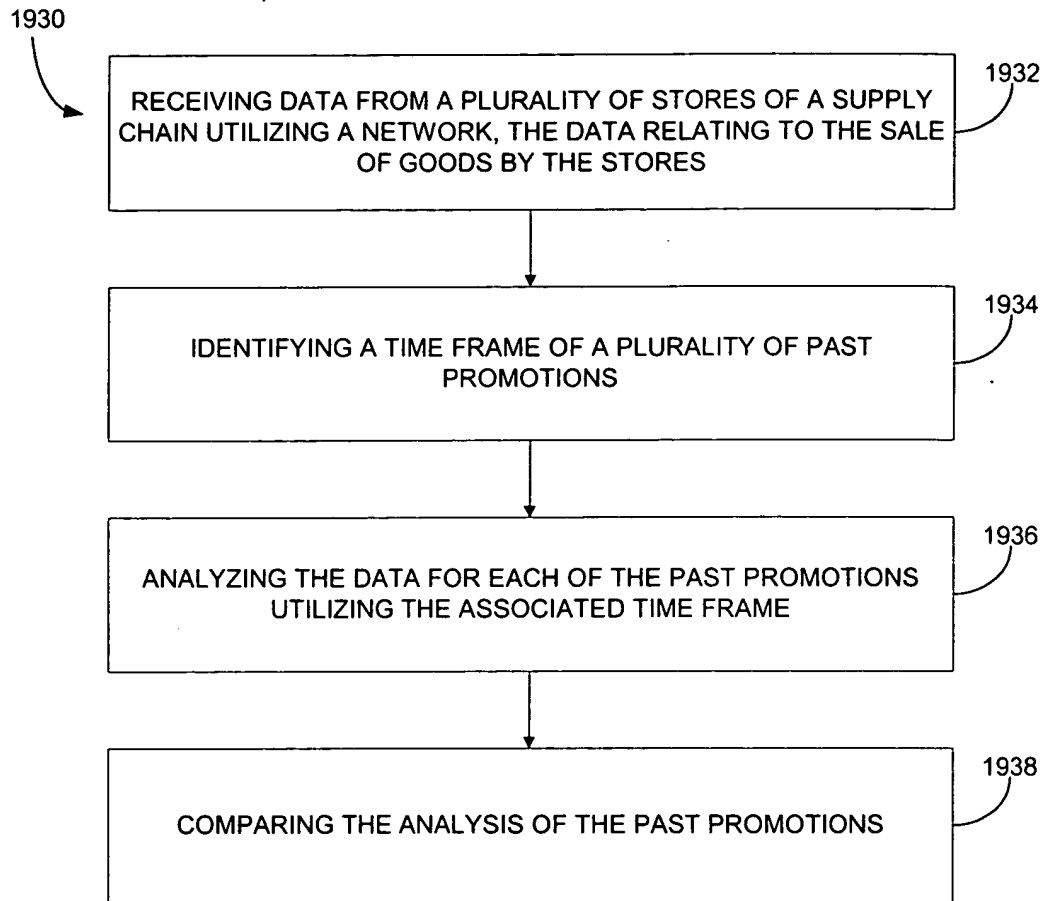 1930
1932
RECEIVING DATA FROM A PLURALITY OF STORES OF A SUPPLY
CHAIN UTILIZING A NETWORK, THE DATA RELATING TO THE SALE
OF GOODS BY THE STORES
1934
IDENTIFYING A TIME FRAME OF A PLURALITY OF PAST
PROMOTIONS
1936
ANALYZING THE DATA FOR EACH OF THE PAST PROMOTIONS
UTILIZING THE ASSOCIATED TIME FRAME
1938
COMPARING THE ANALYSIS OF THE PAST PROMOTIONS